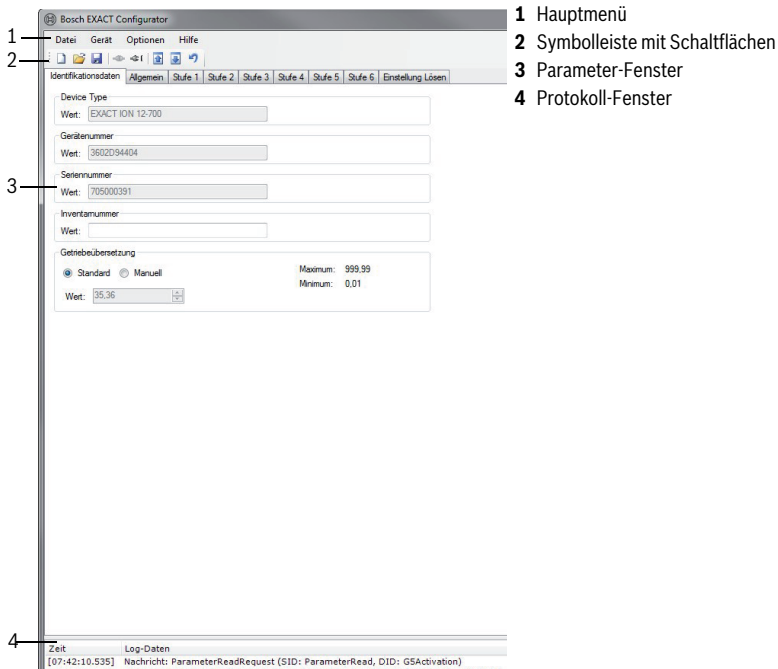 Bosch EXACT Configurator
1 Hauptmenü
2 Symbolleiste mit Schaltflächen
3 Parameter-Fenster
4 Protokoll-Fenster
1
Datei Gerät Optionen Hilfe
2
Identifikationsdaten Allgemein Stufe 1 Stufe 2 Stufe 3 Stufe 4 Stufe 5 Stufe 6 Einstellung Lösen
Device Type
Wert: EXACT ION 12-700
Gerätenummer
Wert: 3602D94404
Seriennummer
3
Wert: 705000391
Inventarnummer
Wert:
Getriebeübersetzung
Standard Manuell
Maximum: 999,99
Minimum: 0,01
Wert: 35,36
4
Zeit Log-Daten
[07:42:10.535] Nachricht: ParameterReadRequest (SID: ParameterRead, DID: G5Activation)